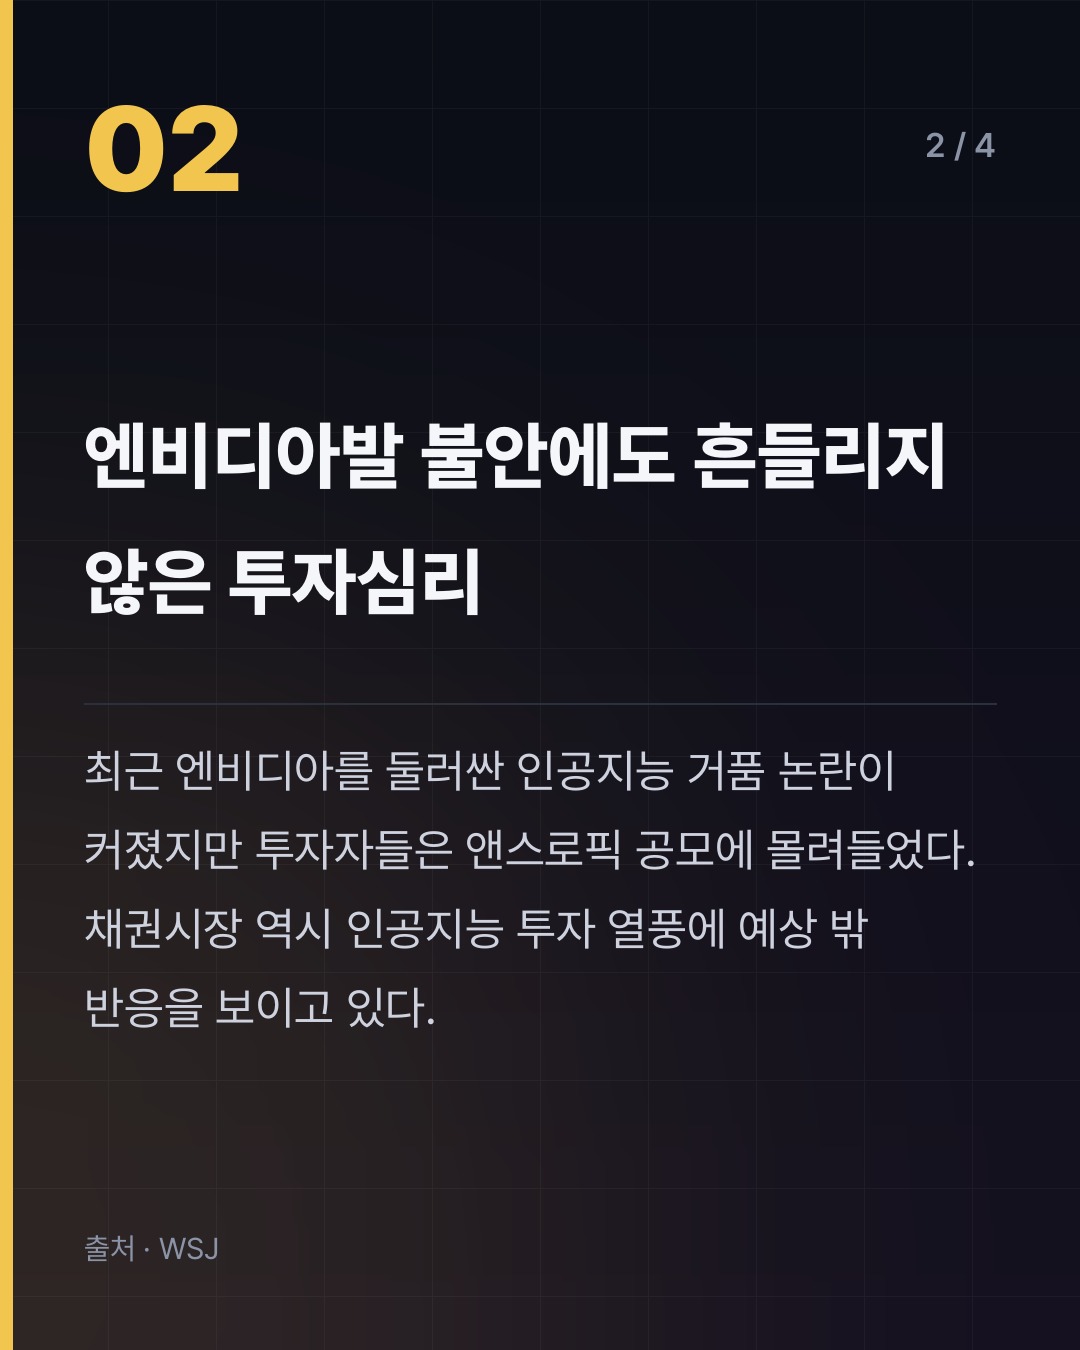 02
2 / 4
엔비디아발 불안에도 흔들리지
않은 투자심리
최근 엔비디아를 둘러싼 인공지능 거품 논란이
커졌지만 투자자들은 앤스로픽 공모에 몰려들었다.
채권시장 역시 인공지능 투자 열풍에 예상 밖
반응을 보이고 있다.
출처 · WSJ